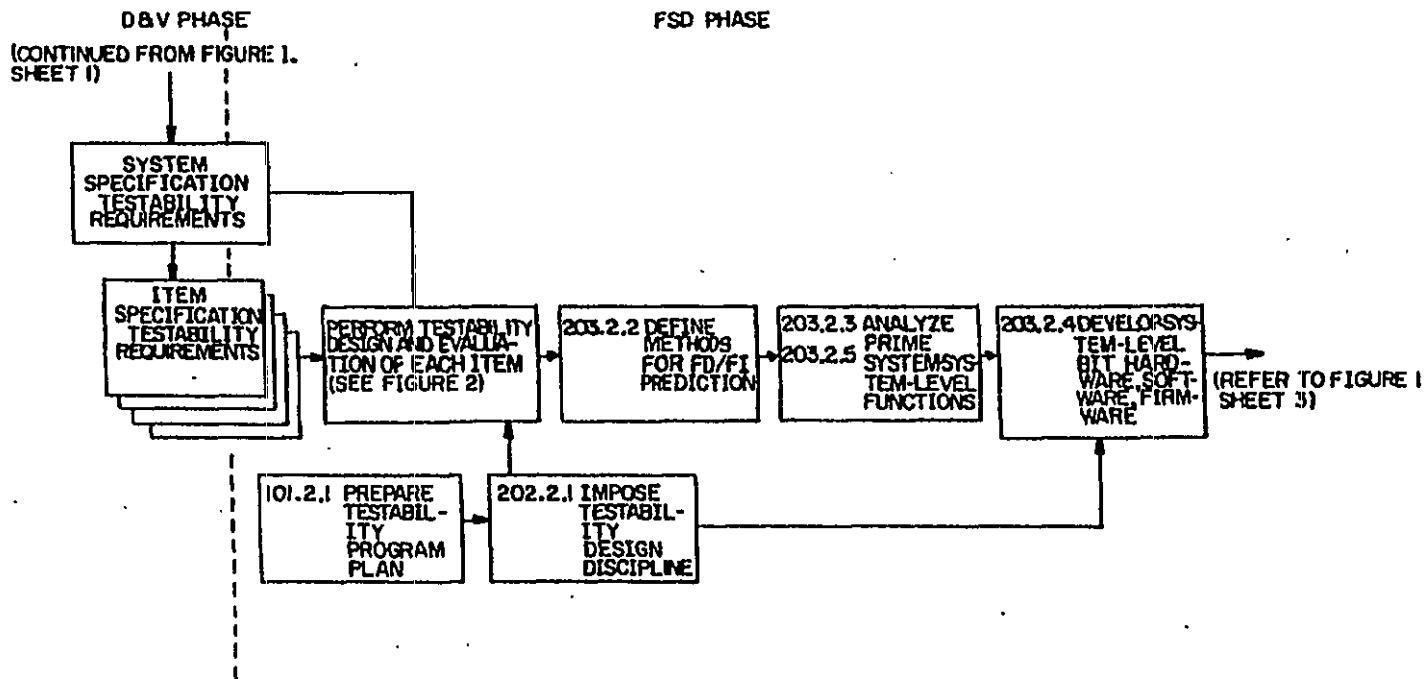 D&V PHASE
FSD PHASE
(CONTINUED FROM FIGURE 1.
SHEET 1)
SYSTEM
SPECIFICATION
TESTABILITY
REQUIREMENTS
ITEM
SPECIFICATION
TESTABILITY
REQUIREMENTS
PERFORM TESTABILITY
DESIGN AND EVALUA-
TION OF EACH ITEM
(SEE FIGURE 2)
203.2.2 DEFINE
METHODS
FOR FD/FI
PREDICTION
203.2.3 ANALYZE
203.2.5 PRIME
SYSTEM/SYS
TEM-LEVEL
FUNCTIONS
203.2.4 DEVELOP SYS-
TEM-LEVEL
BIT HARD-
WARE, SOFT-
WARE, FIRM-
WARE
(REFER TO FIGURE 1
SHEET 3)
101.2.1 PREPARE
TESTABIL-
ITY
PROGRAM
PLAN
202.2.1 IMPOSE
TESTABIL-
ITY
DESIGN
DISCIPLINE